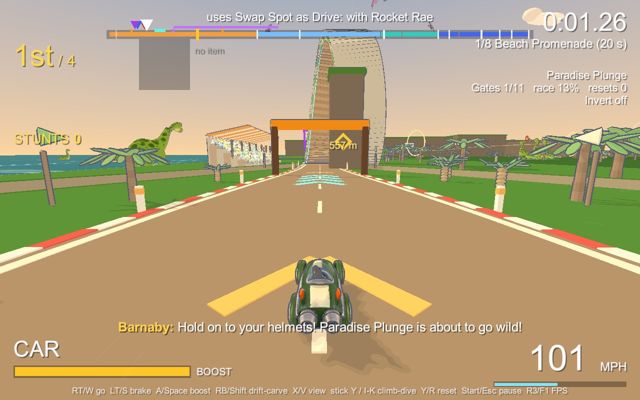 uses Swap Spot as Drive: with Rocket Rae
0:01.26
1st / 4
no item
1/8 Beach Promenade (20 s)
Paradise Plunge
Gates 1/11 race 13% resets 0
Invert off
STUNTS 0
557 m
Barnaby: Hold on to your helmets! Paradise Plunge is about to go wild!
CAR
BOOST
101 MPH
RT/W go LT/S brake A/Space boost RB/Shift drift-carve X/V view stick Y / I-K climb-dive Y/R reset Start/Esc pause R3/F1 FPS